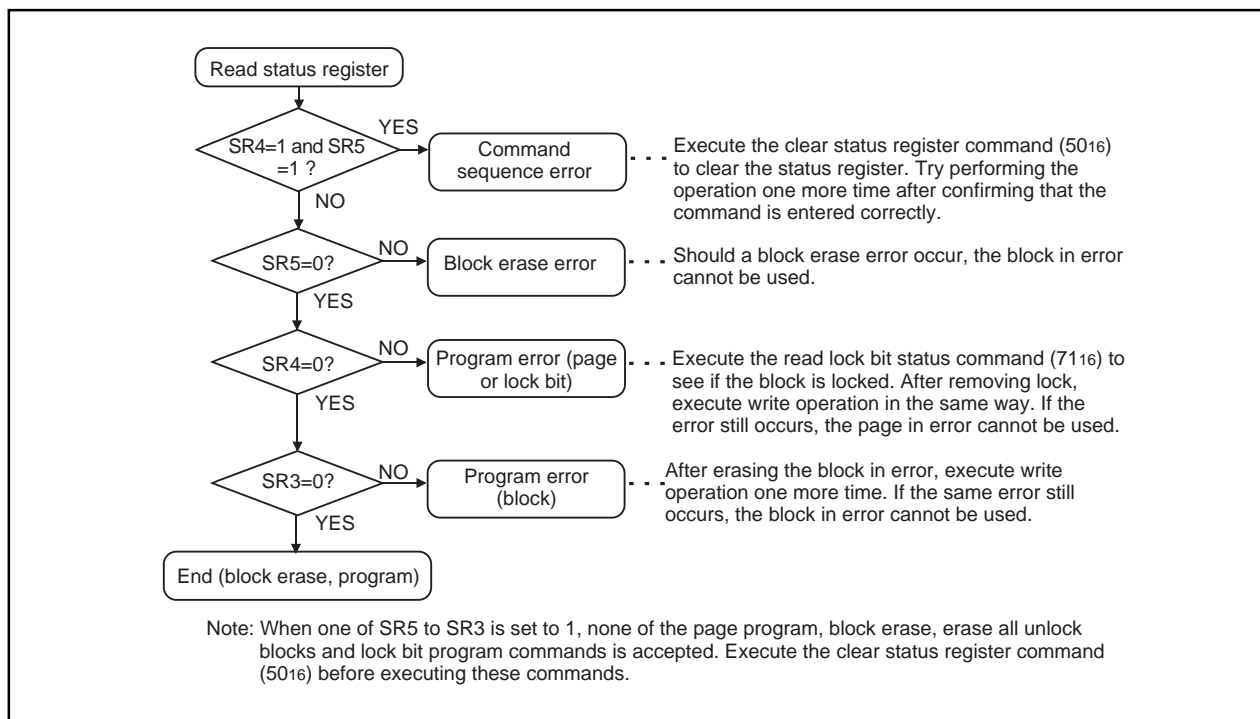 Read status register
SR4=1 and SR5
=1 ?
YES
NO
Command
sequence error
Execute the clear status register command (5016)
to clear the status register. Try performing the
operation one more time after confirming that the
command is entered correctly.
SR5=0?
NO
YES
Block erase error
Should a block erase error occur, the block in error
cannot be used.
SR4=0?
NO
YES
Program error (page
or lock bit)
Execute the read lock bit status command (7116) to
see if the block is locked. After removing lock,
execute write operation in the same way. If the
error still occurs, the page in error cannot be used.
SR3=0?
NO
YES
Program error
(block)
After erasing the block in error, execute write
operation one more time. If the same error still
occurs, the block in error cannot be used.
End (block erase, program)
Note: When one of SR5 to SR3 is set to 1, none of the page program, block erase, erase all unlock
blocks and lock bit program commands is accepted. Execute the clear status register command
(5016) before executing these commands.